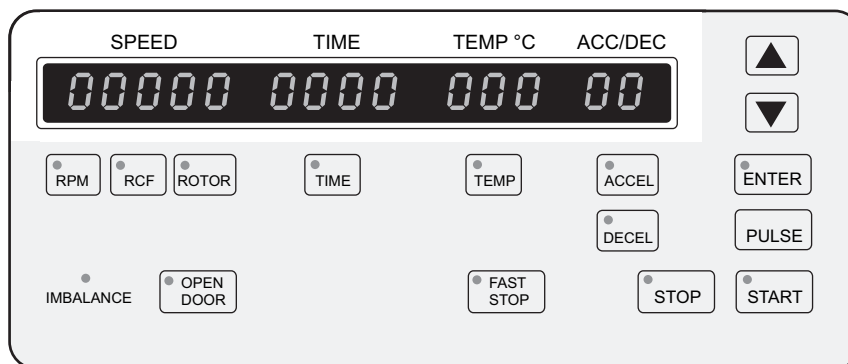 SPEED TIME TEMP °C ACC/DEC
00000 0000 000 00
RPM RCF ROTOR TIME TEMP ACCEL ENTER
DECEL PULSE
IMBALANCE OPEN DOOR FAST STOP STOP START